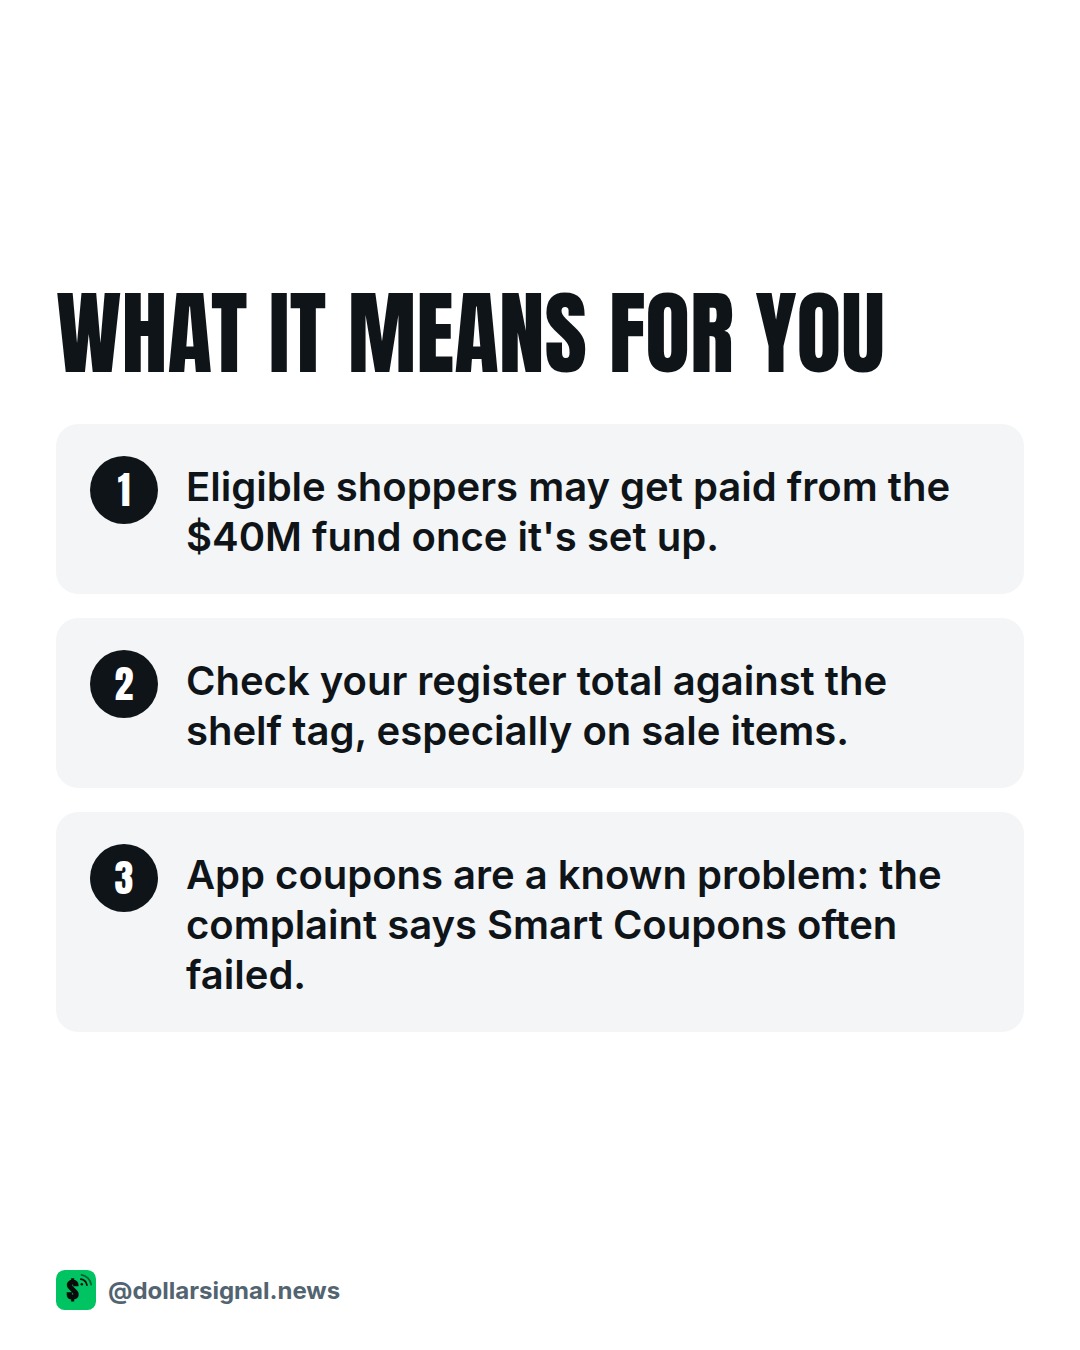 WHAT IT MEANS FOR YOU
1
Eligible shoppers may get paid from the
$40M fund once it's set up.
2
Check your register total against the
shelf tag, especially on sale items.
3
App coupons are a known problem: the
complaint says Smart Coupons often
failed.
$
@dollarsignal.news